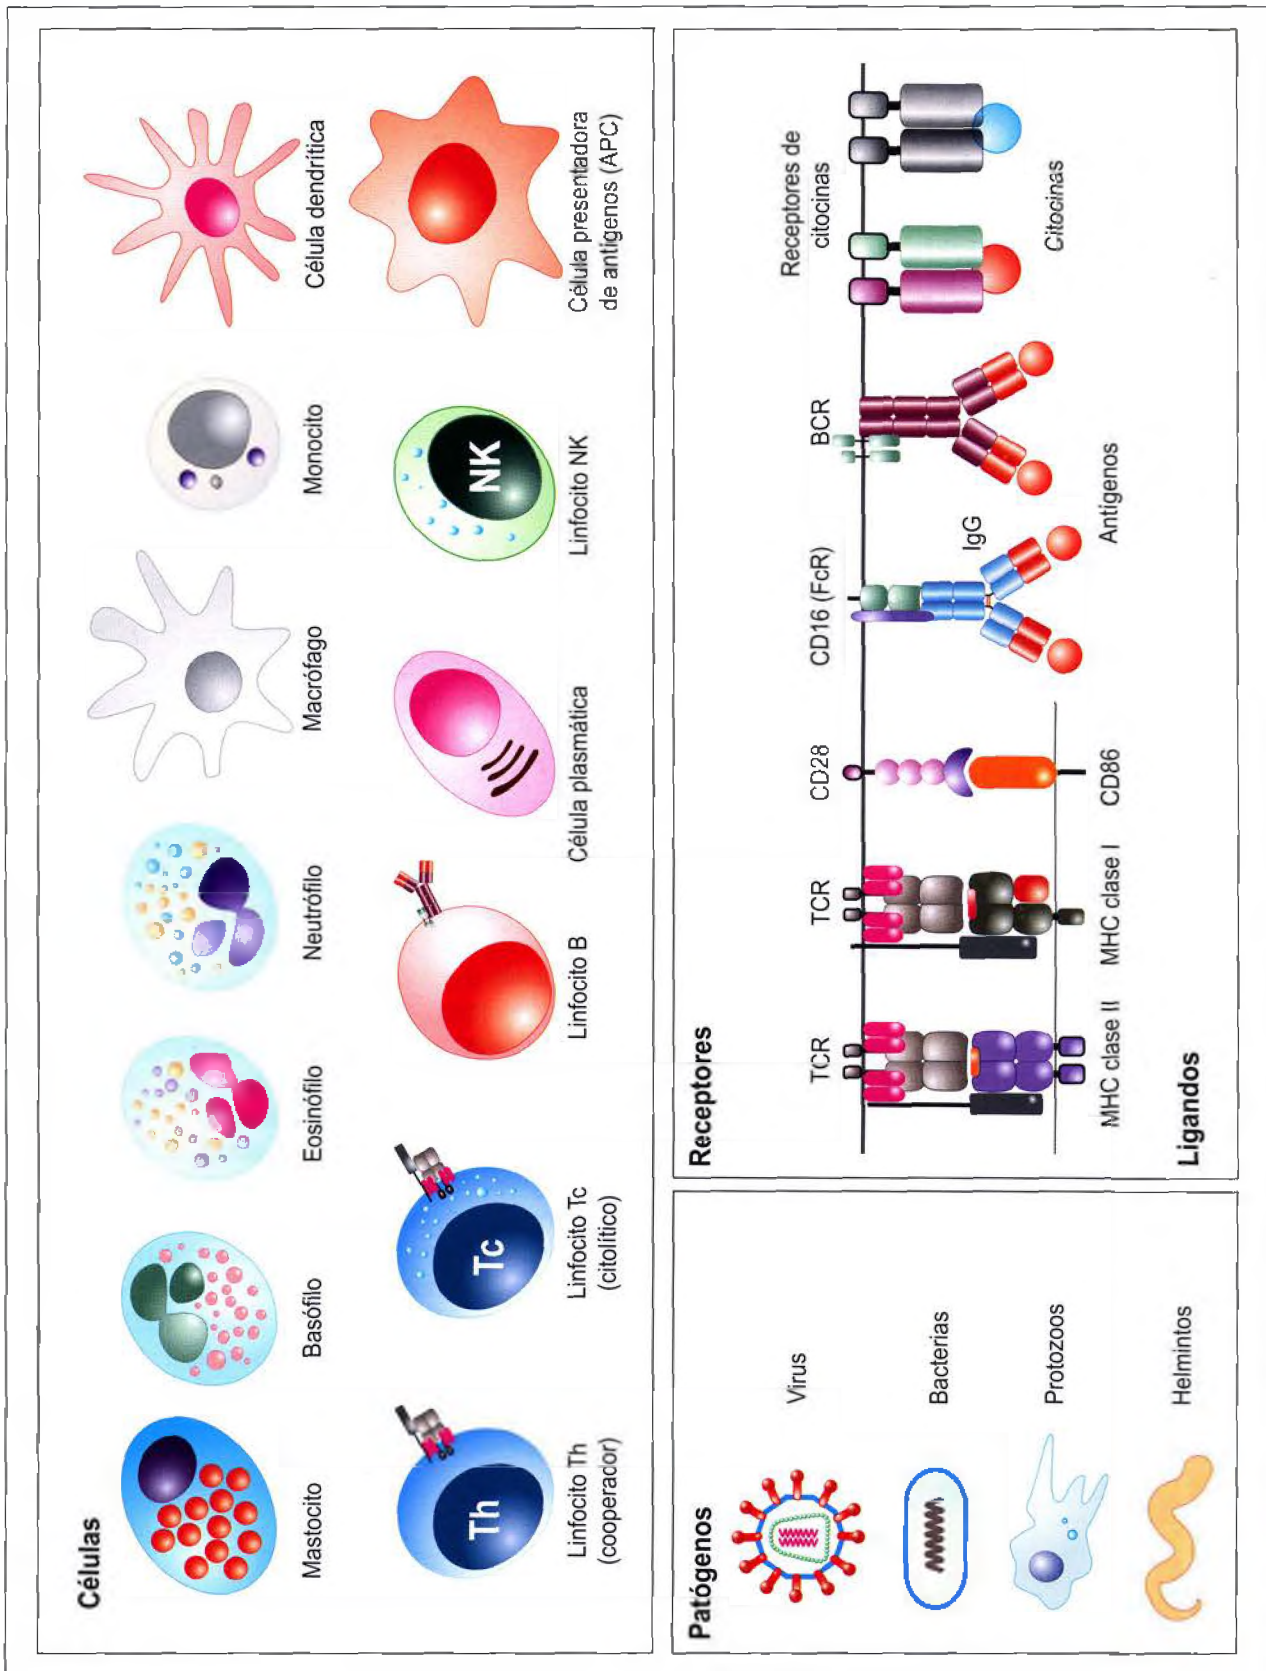 Células
Mastocito
Basófilo
Eosinófilo
Neutrófilo
Macrófago
Monocito
Célula dendrítica
Th
Linfocito Th
(cooperador)
Tc
Linfocito Tc
(citolítico)
Linfocito B
Célula plasmática
NK
Linfocito NK
Célula presentadora
de antígenos (APC)
Patógenos
Virus
Bacterias
Protozoos
Helmintos
Receptores
TCR
TCR
CD28
CD16 (FcR)
BCR
Receptores de
citocinas
IgG
MHC clase II
MHC clase I
CD86
Antígenos
Citocinas
Ligandos